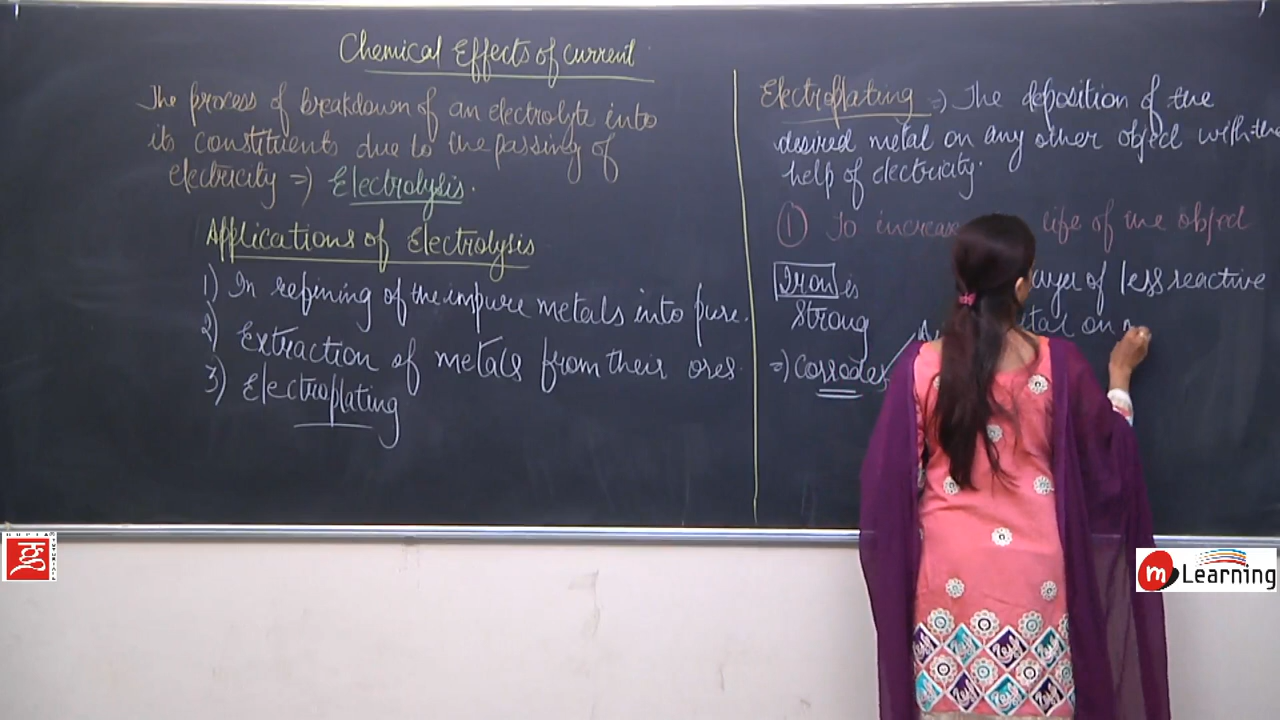 Chemical Effects of current
The process of breakdown of an electrolyte into
its constituents due to the passing of
electricity => Electrolysis.
Applications of Electrolysis
1) In refining of the impure metals into pure.
2) Extraction of metals from their ores.
3) Electroplating
Electroplating => The deposition of the
desired metal on any other object with the
help of electricity.
① To increase life of the object
Iron is
Strong
=) Corrodes
layer of less reactive
metal on
GUPTA
TUTORIALS
ग
m Learning